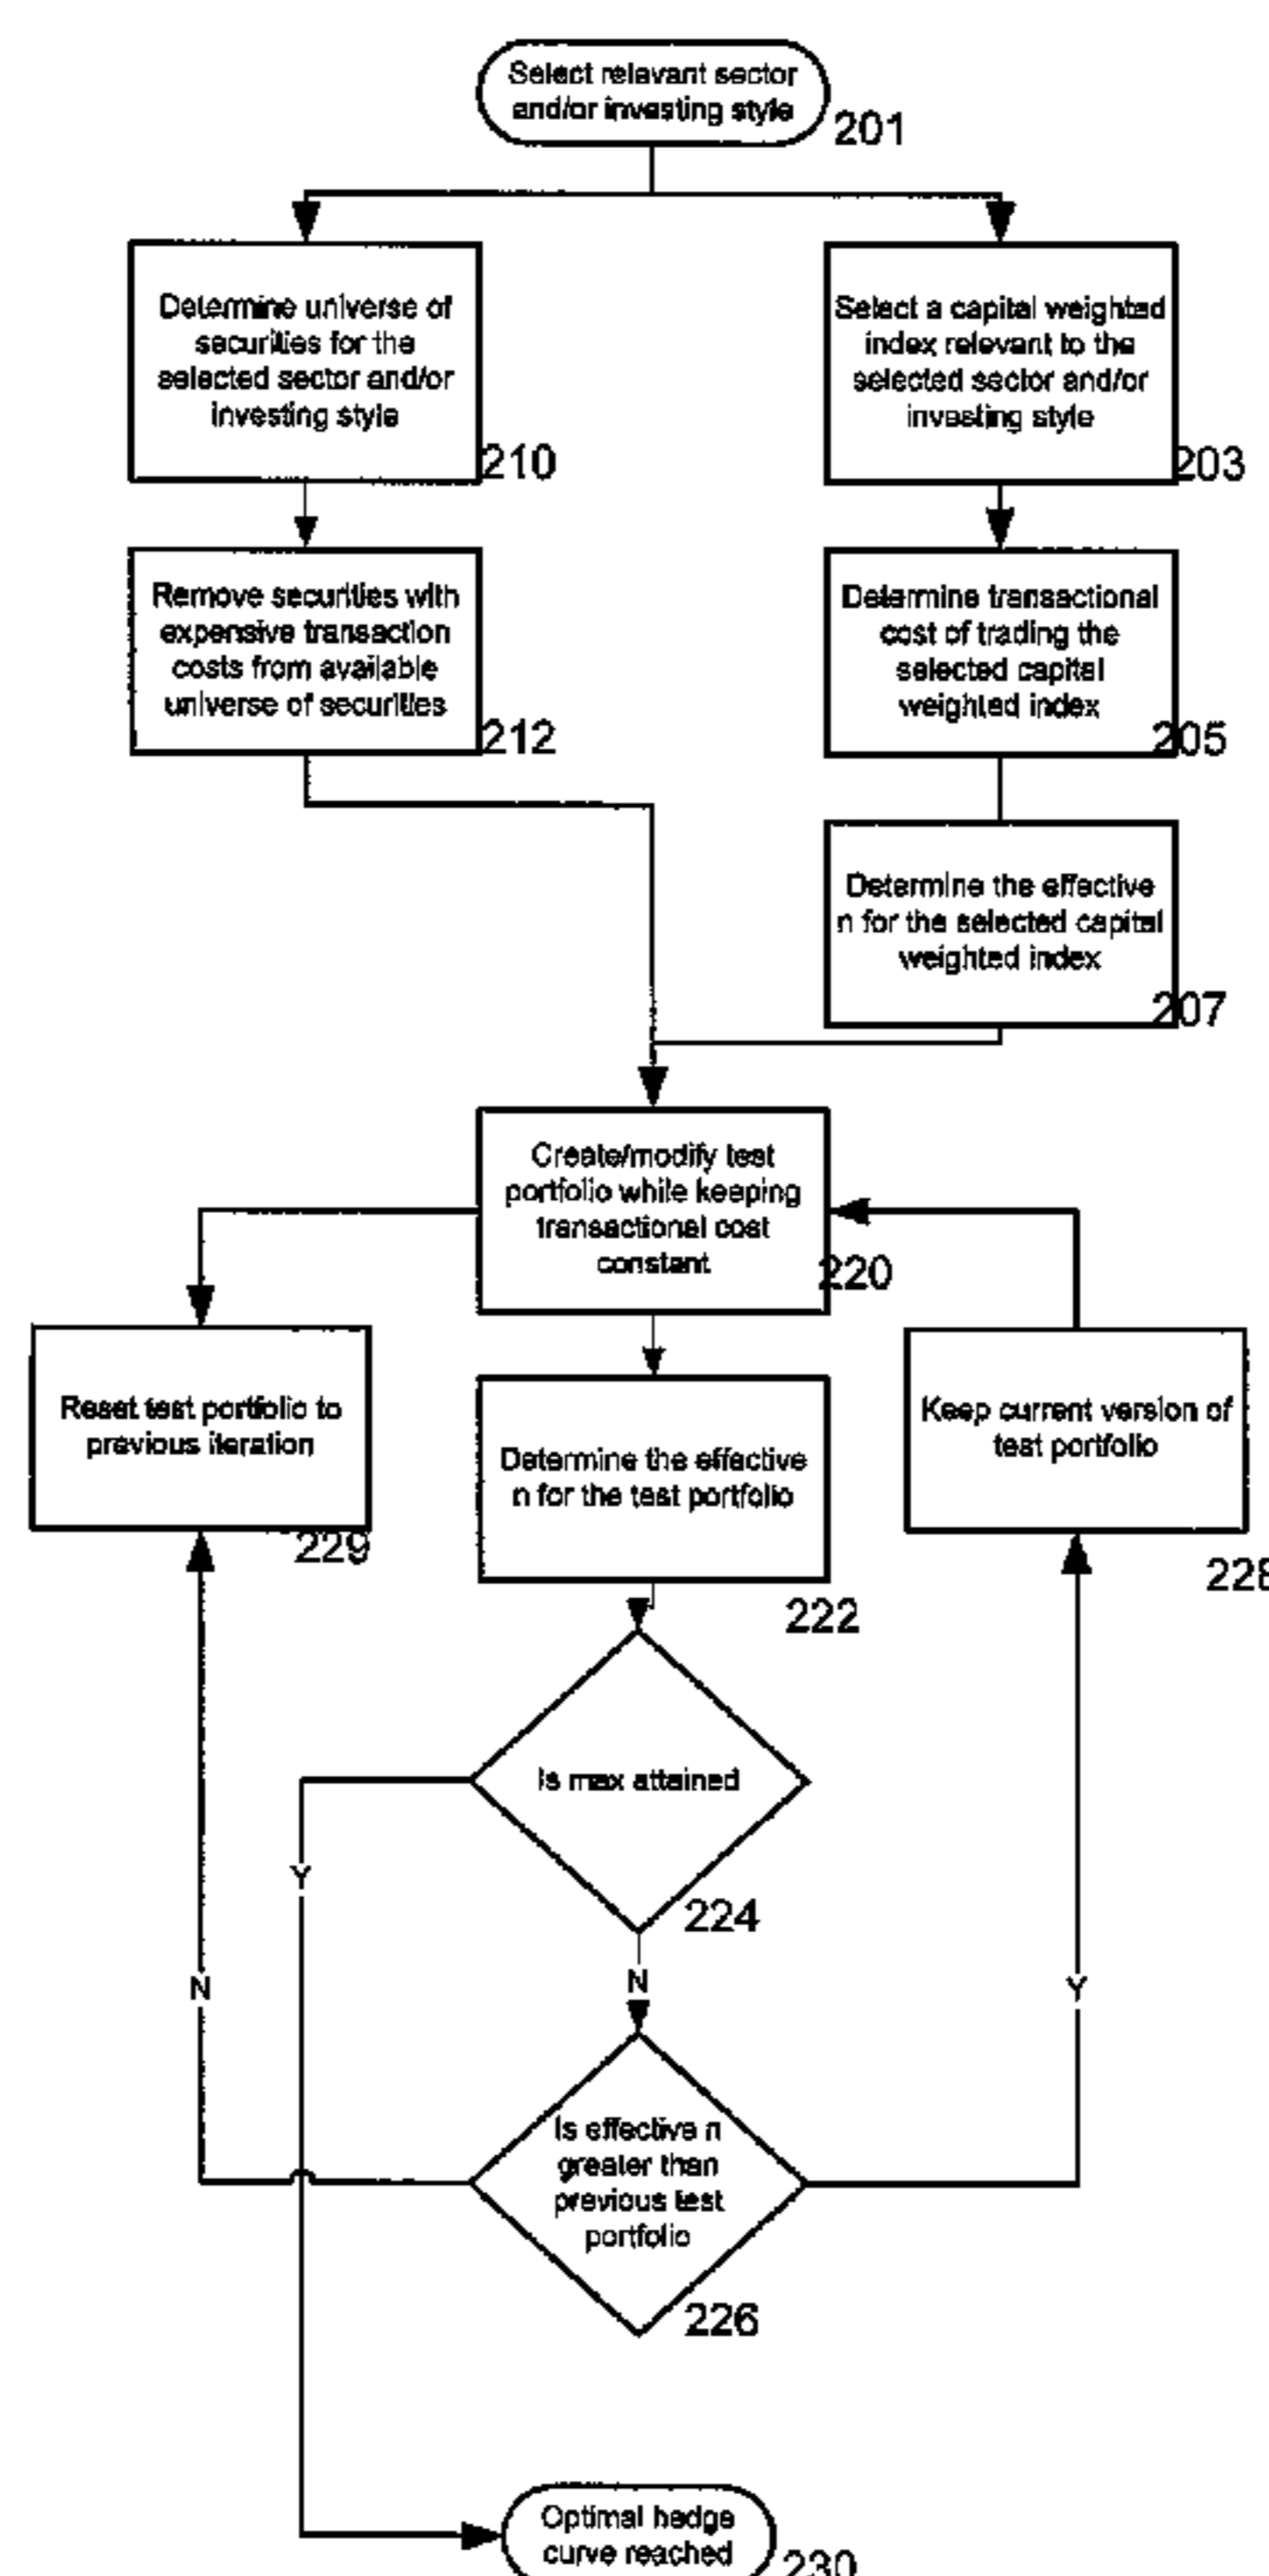 Select relevant sector
and/or investing style
201
Determine universe of
securities for the
selected sector and/or
investing style
210
Select a capital weighted
index relevant to the
selected sector and/or
investing style
203
Remove securities with
expensive transaction
costs from available
universe of securities
212
Determine transactional
cost of trading the
selected capital
weighted index
205
Determine the effective
n for the selected capital
weighted index
207
Create/modify test
portfolio while keeping
transactional cost
constant
220
Reset test portfolio to
previous iteration
229
Determine the effective
n for the test portfolio
222
Keep current version of
test portfolio
228
Is max attained
224
Y
N
N
Y
Is effective n
greater than
previous test
portfolio
226
Optimal hedge
curve reached
230